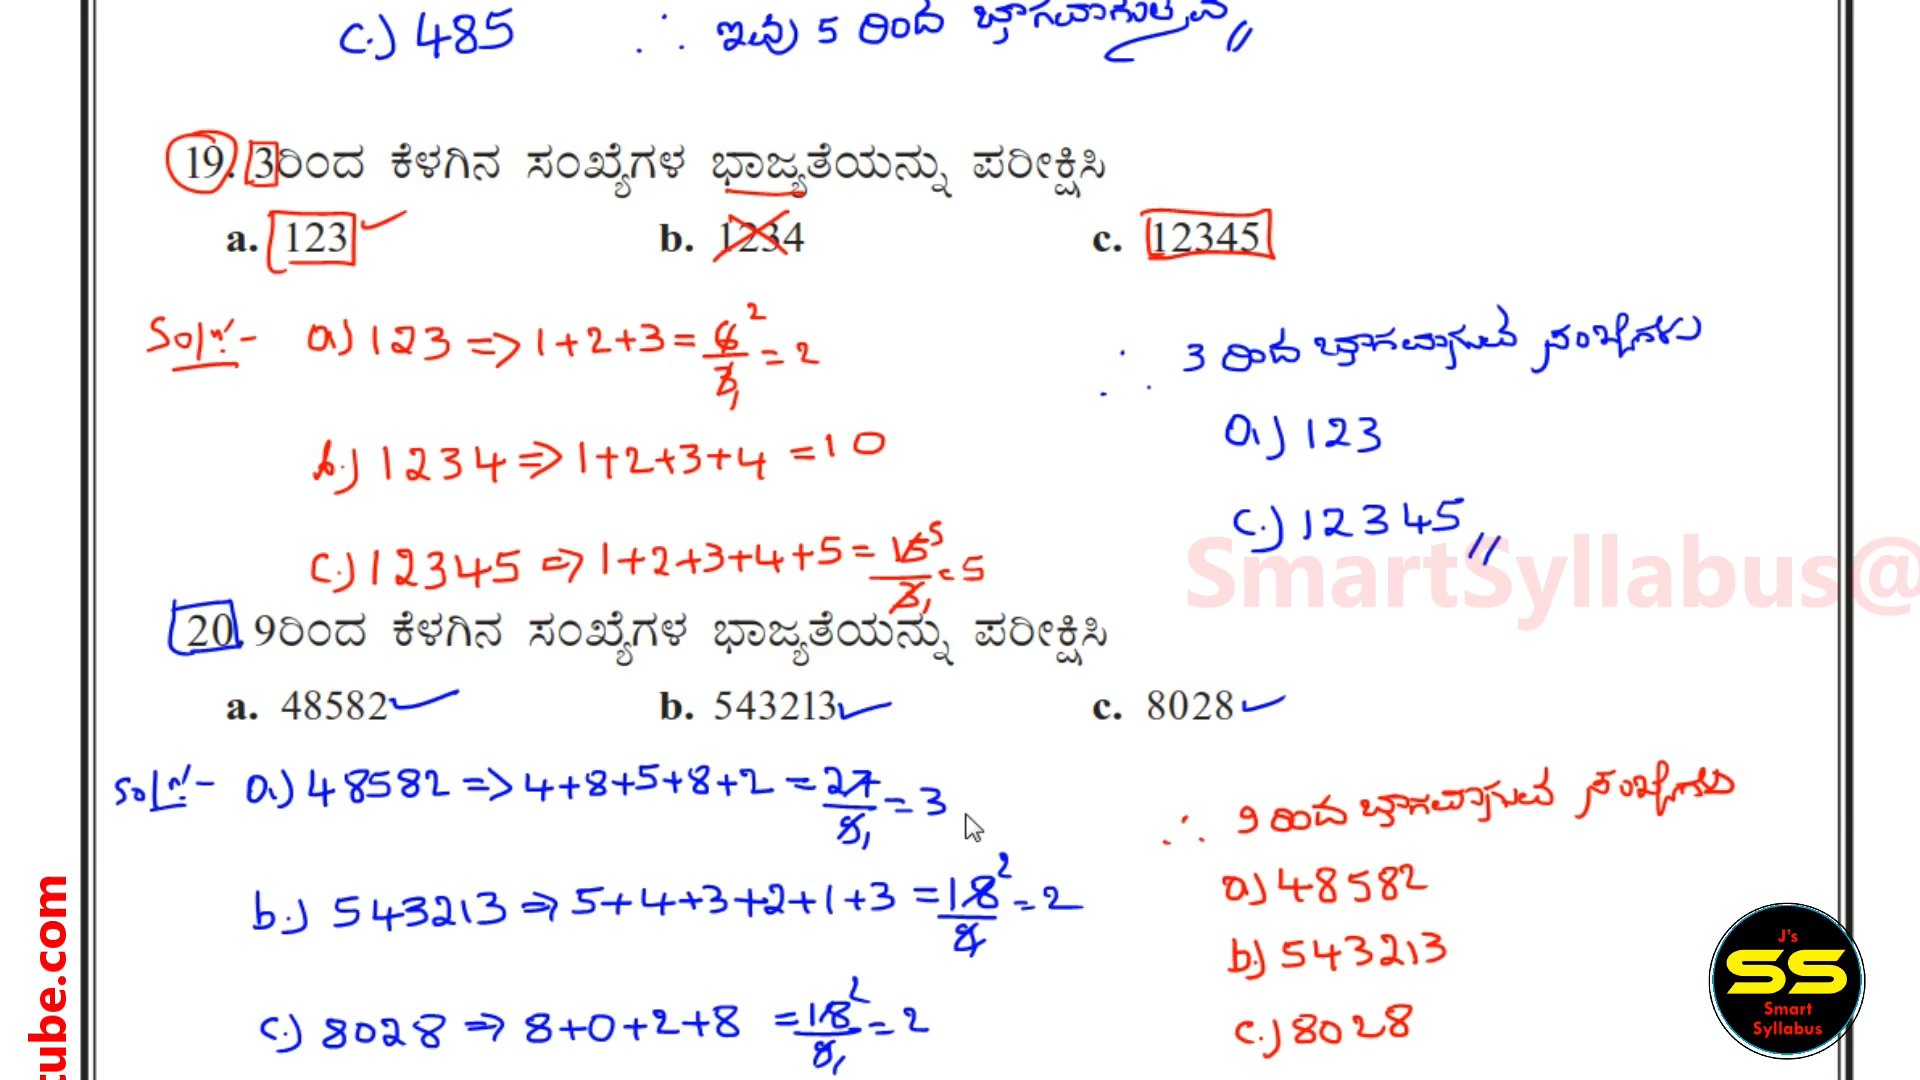 c.) 485 ∴ ಇವು 5 ರಿಂದ ಭಾಗವಾಗುತ್ತವೆ //
19. 3ರಿಂದ ಕೆಳಗಿನ ಸಂಖ್ಯೆಗಳ ಭಾಜ್ಯತೆಯನ್ನು ಪರೀಕ್ಷಿಸಿ
a. 123 b. 1234 c. 12345
Soln:- a) 123 => 1+2+3 = 6/3 = 2
∴ 3 ರಿಂದ ಭಾಗವಾಗುವ ಸಂಖ್ಯೆಗಳು
a.) 123
b.) 1234 => 1+2+3+4 = 10
c.) 12345 //
c.) 12345 => 1+2+3+4+5 = 15/3 = 5
SmartSyllabus@
20. 9ರಿಂದ ಕೆಳಗಿನ ಸಂಖ್ಯೆಗಳ ಭಾಜ್ಯತೆಯನ್ನು ಪರೀಕ್ಷಿಸಿ
a. 48582 b. 543213 c. 8028
Soln:- a.) 48582 => 4+8+5+8+2 = 27/9 = 3
∴ 9 ರಿಂದ ಭಾಗವಾಗುವ ಸಂಖ್ಯೆಗಳು
a) 48582
b.) 543213 => 5+4+3+2+1+3 = 18/9 = 2
b) 543213
c.) 8028 => 8+0+2+8 = 18/9 = 2
c.) 8028
tube.com
J's
SS
Smart
Syllabus